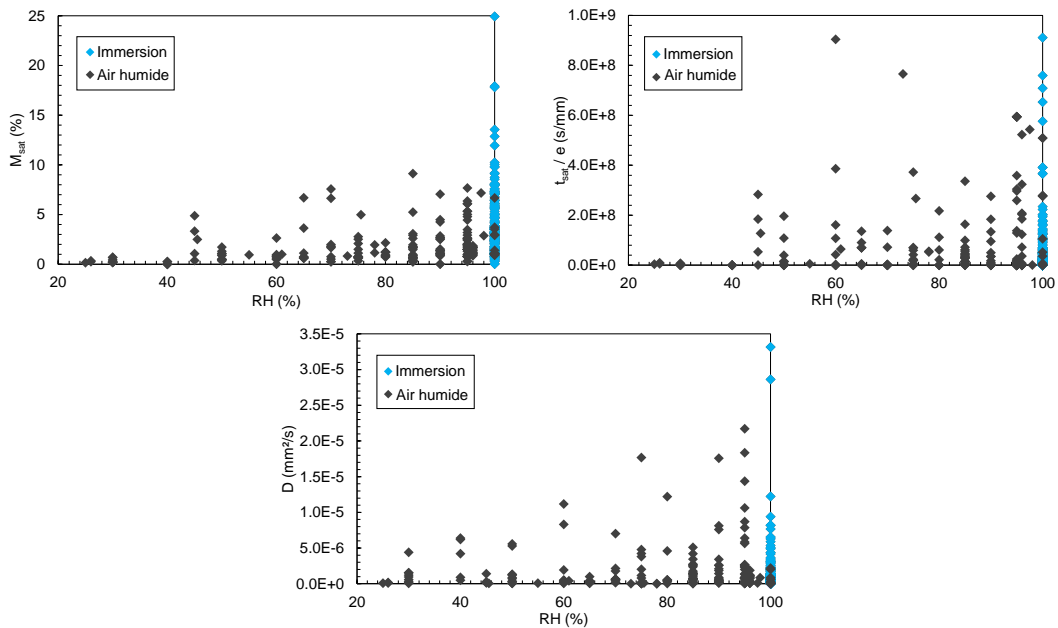 25
20
15
10
5
0
20
40
60
80
100
M_sat (%)
RH (%)
Immersion
Air humide
1.0E+9
8.0E+8
6.0E+8
4.0E+8
2.0E+8
0.0E+0
20
40
60
80
100
t_sat / e (s/mm)
RH (%)
Immersion
Air humide
3.5E-5
3.0E-5
2.5E-5
2.0E-5
1.5E-5
1.0E-5
5.0E-6
0.0E+0
20
40
60
80
100
D (mm²/s)
RH (%)
Immersion
Air humide